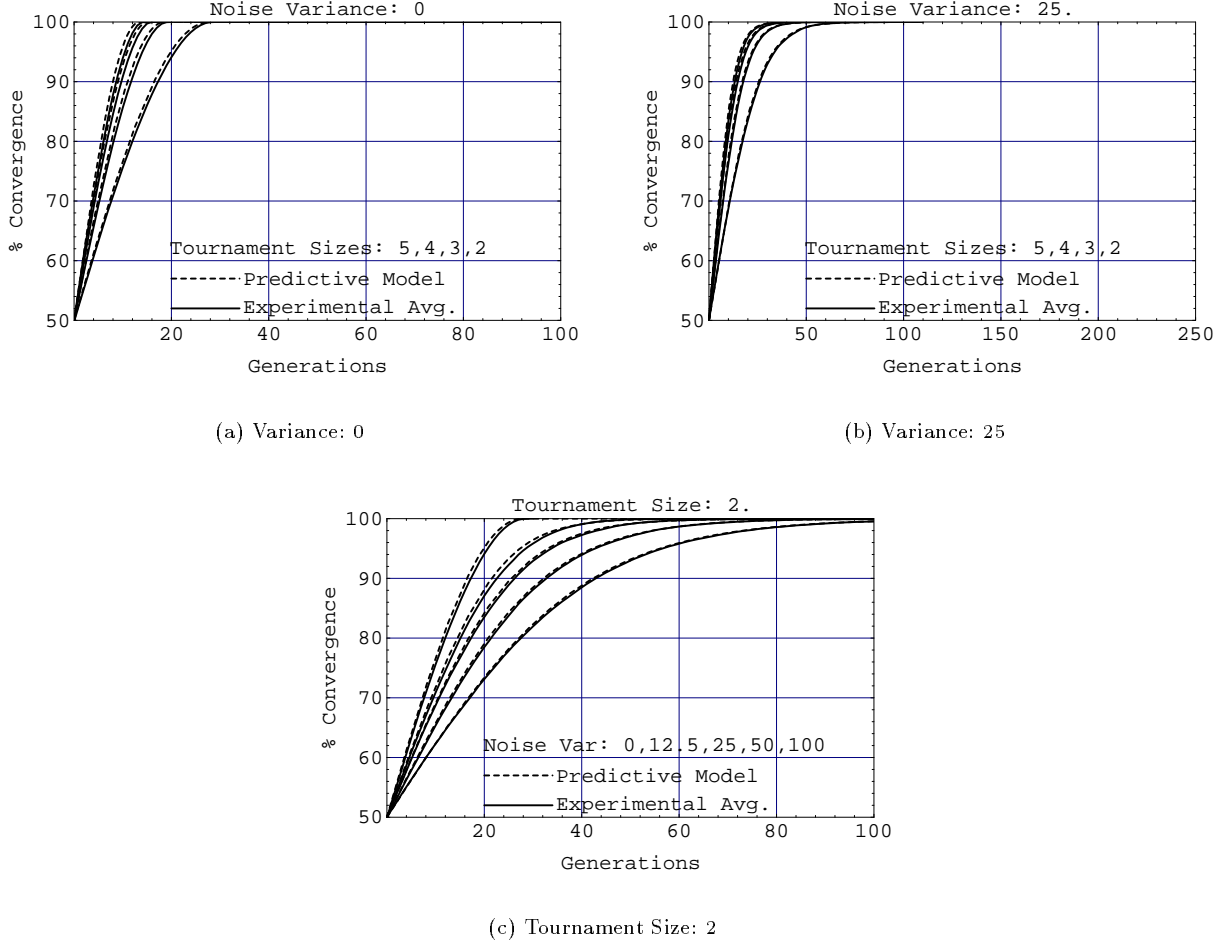 Noise Variance: 0
100
90
80
70
60
50
% Convergence
Tournament Sizes: 5,4,3,2
Predictive Model
Experimental Avg.
20
40
60
80
100
Generations
(a) Variance: 0
Noise Variance: 25.
100
90
80
70
60
50
% Convergence
Tournament Sizes: 5,4,3,2
Predictive Model
Experimental Avg.
50
100
150
200
250
Generations
(b) Variance: 25
Tournament Size: 2.
100
90
80
70
60
50
% Convergence
Noise Var: 0,12.5,25,50,100
Predictive Model
Experimental Avg.
20
40
60
80
100
Generations
(c) Tournament Size: 2